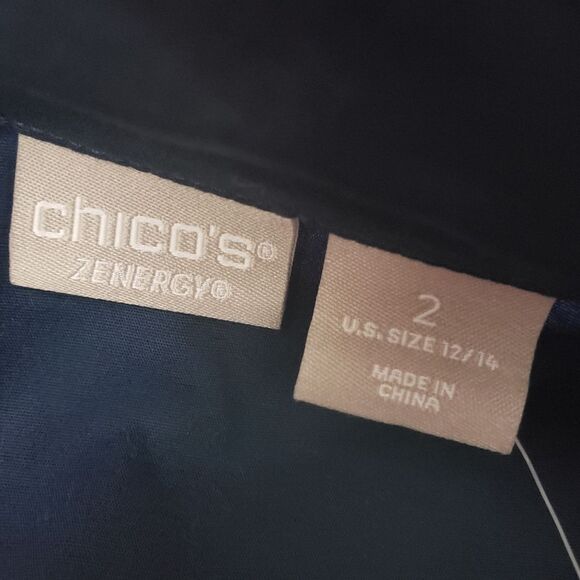 chico's®
ZENERGY®
2
U.S. SIZE 12/14
MADE IN
CHINA